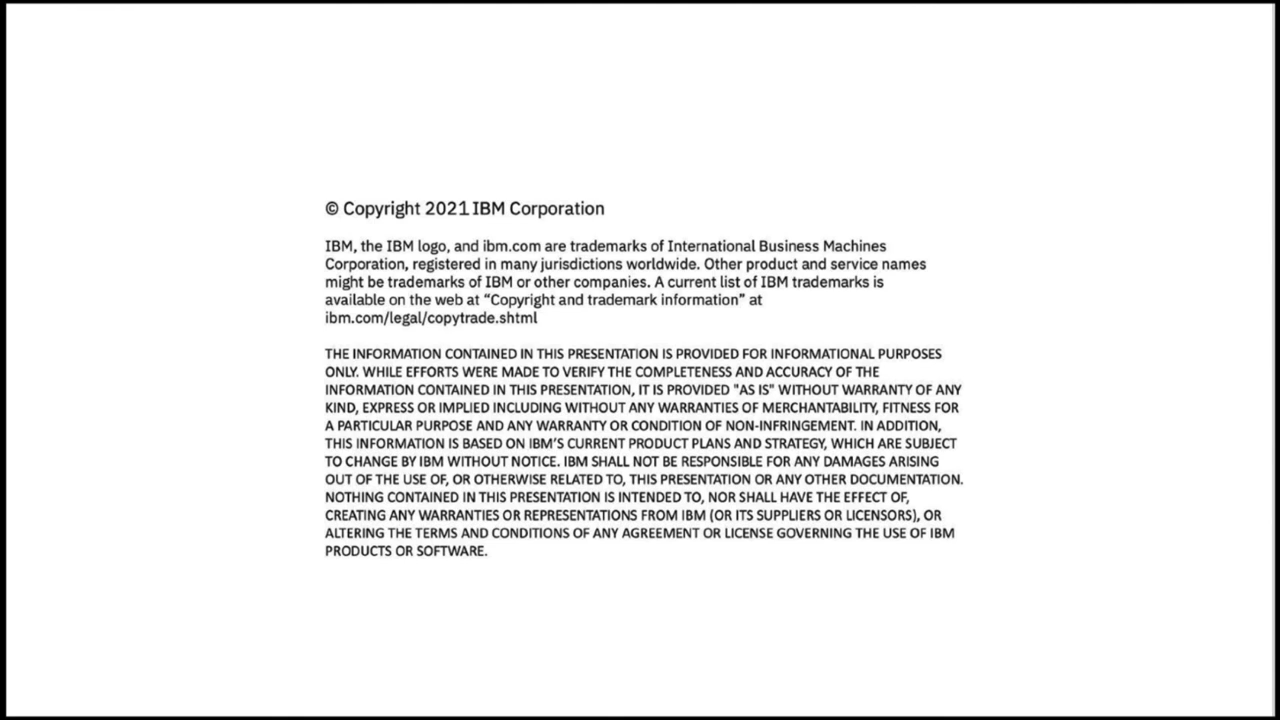 © Copyright 2021 IBM Corporation
IBM, the IBM logo, and ibm.com are trademarks of International Business Machines
Corporation, registered in many jurisdictions worldwide. Other product and service names
might be trademarks of IBM or other companies. A current list of IBM trademarks is
available on the web at “Copyright and trademark information” at
ibm.com/legal/copytrade.shtml
THE INFORMATION CONTAINED IN THIS PRESENTATION IS PROVIDED FOR INFORMATIONAL PURPOSES
ONLY. WHILE EFFORTS WERE MADE TO VERIFY THE COMPLETENESS AND ACCURACY OF THE
INFORMATION CONTAINED IN THIS PRESENTATION, IT IS PROVIDED "AS IS" WITHOUT WARRANTY OF ANY
KIND, EXPRESS OR IMPLIED INCLUDING WITHOUT ANY WARRANTIES OF MERCHANTABILITY, FITNESS FOR
A PARTICULAR PURPOSE AND ANY WARRANTY OR CONDITION OF NON-INFRINGEMENT. IN ADDITION,
THIS INFORMATION IS BASED ON IBM’S CURRENT PRODUCT PLANS AND STRATEGY, WHICH ARE SUBJECT
TO CHANGE BY IBM WITHOUT NOTICE. IBM SHALL NOT BE RESPONSIBLE FOR ANY DAMAGES ARISING
OUT OF THE USE OF, OR OTHERWISE RELATED TO, THIS PRESENTATION OR ANY OTHER DOCUMENTATION.
NOTHING CONTAINED IN THIS PRESENTATION IS INTENDED TO, NOR SHALL HAVE THE EFFECT OF,
CREATING ANY WARRANTIES OR REPRESENTATIONS FROM IBM (OR ITS SUPPLIERS OR LICENSORS), OR
ALTERING THE TERMS AND CONDITIONS OF ANY AGREEMENT OR LICENSE GOVERNING THE USE OF IBM
PRODUCTS OR SOFTWARE.